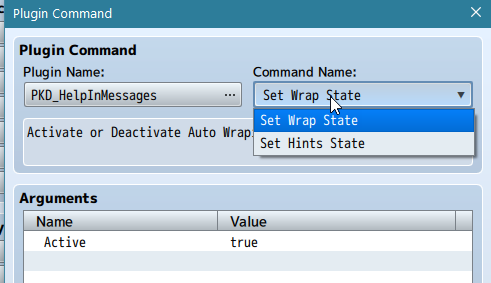 Plugin Command
Plugin Command
Plugin Name:
Command Name:
PKD_HelpInMessages ...
Set Wrap State
Set Wrap State
Set Hints State
Activate or Deactivate Auto Wrap
Arguments
Name Value
Active true